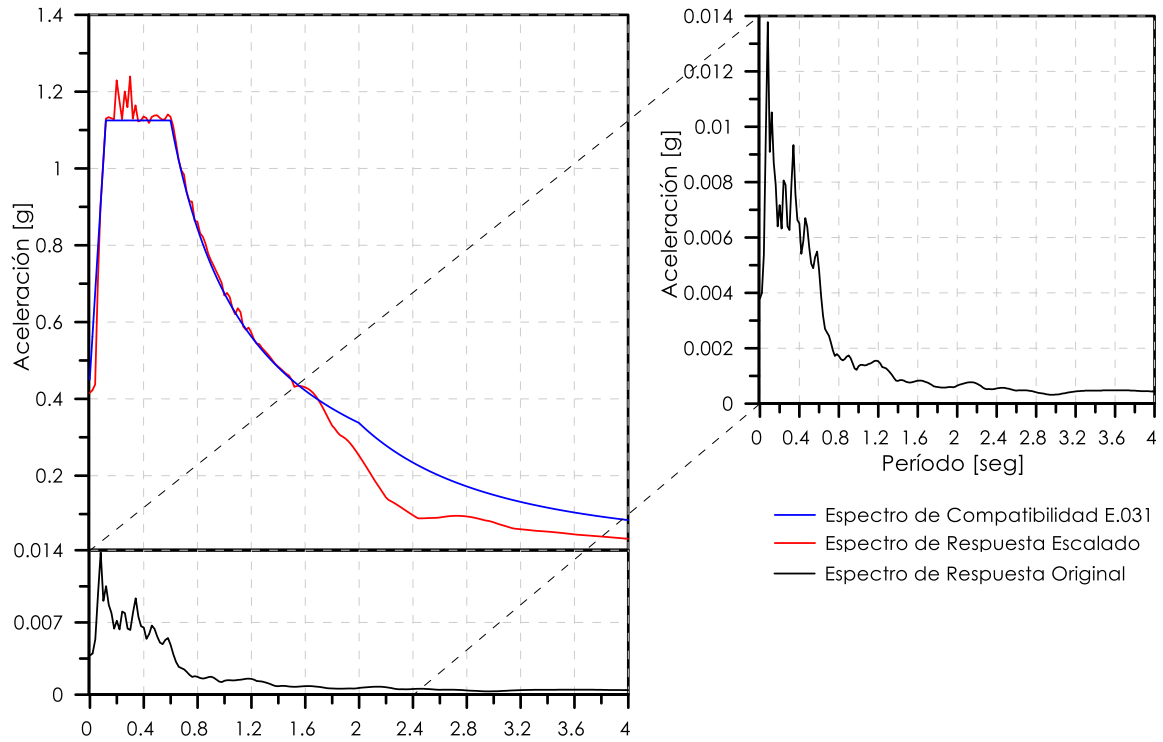 1.4
1.2
1
0.8
0.6
0.4
0.2
Aceleración [g]
0.014
0.007
0
0 0.4 0.8 1.2 1.6 2 2.4 2.8 3.2 3.6 4
0.014
0.012
0.01
0.008
0.006
0.004
0.002
0
Aceleración [g]
0 0.4 0.8 1.2 1.6 2 2.4 2.8 3.2 3.6 4
Período [seg]
Espectro de Compatibilidad E.031
Espectro de Respuesta Escalado
Espectro de Respuesta Original